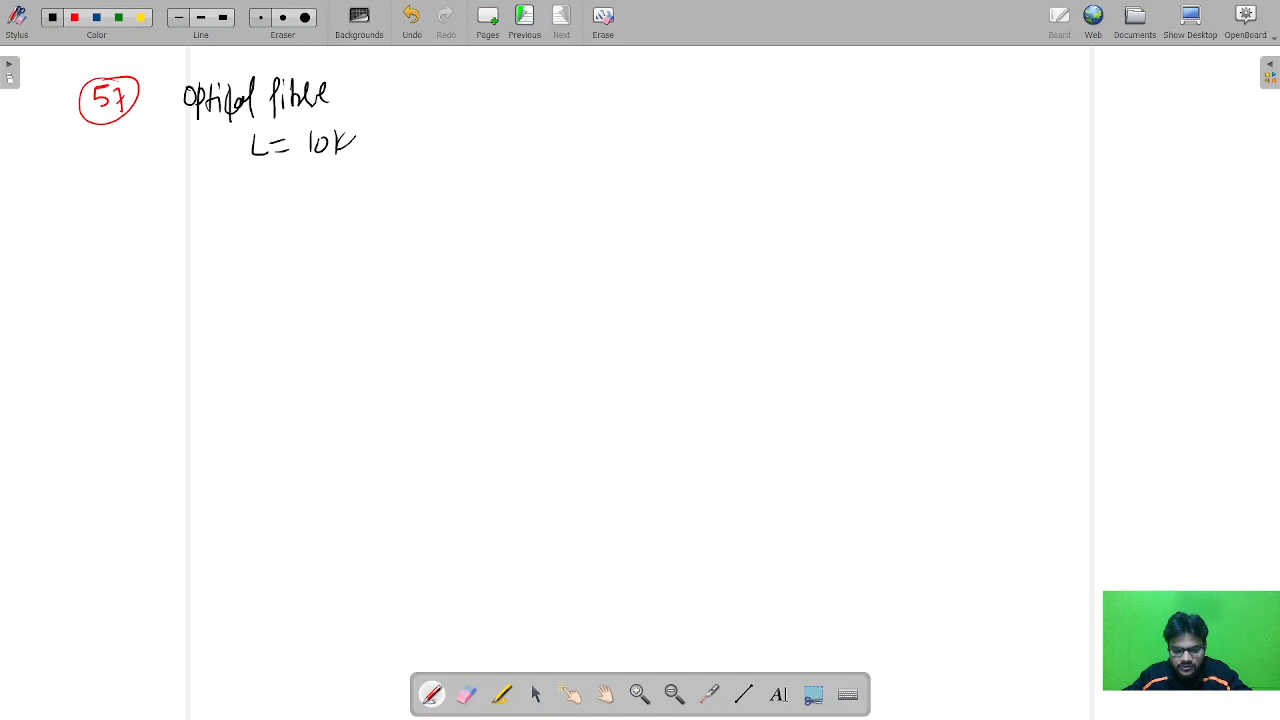 Stylus Color Line Eraser Backgrounds Undo Redo Pages Previous Next Erase Board Web Documents Show Desktop OpenBoard
57 Optical fibre
L= 10K
AI